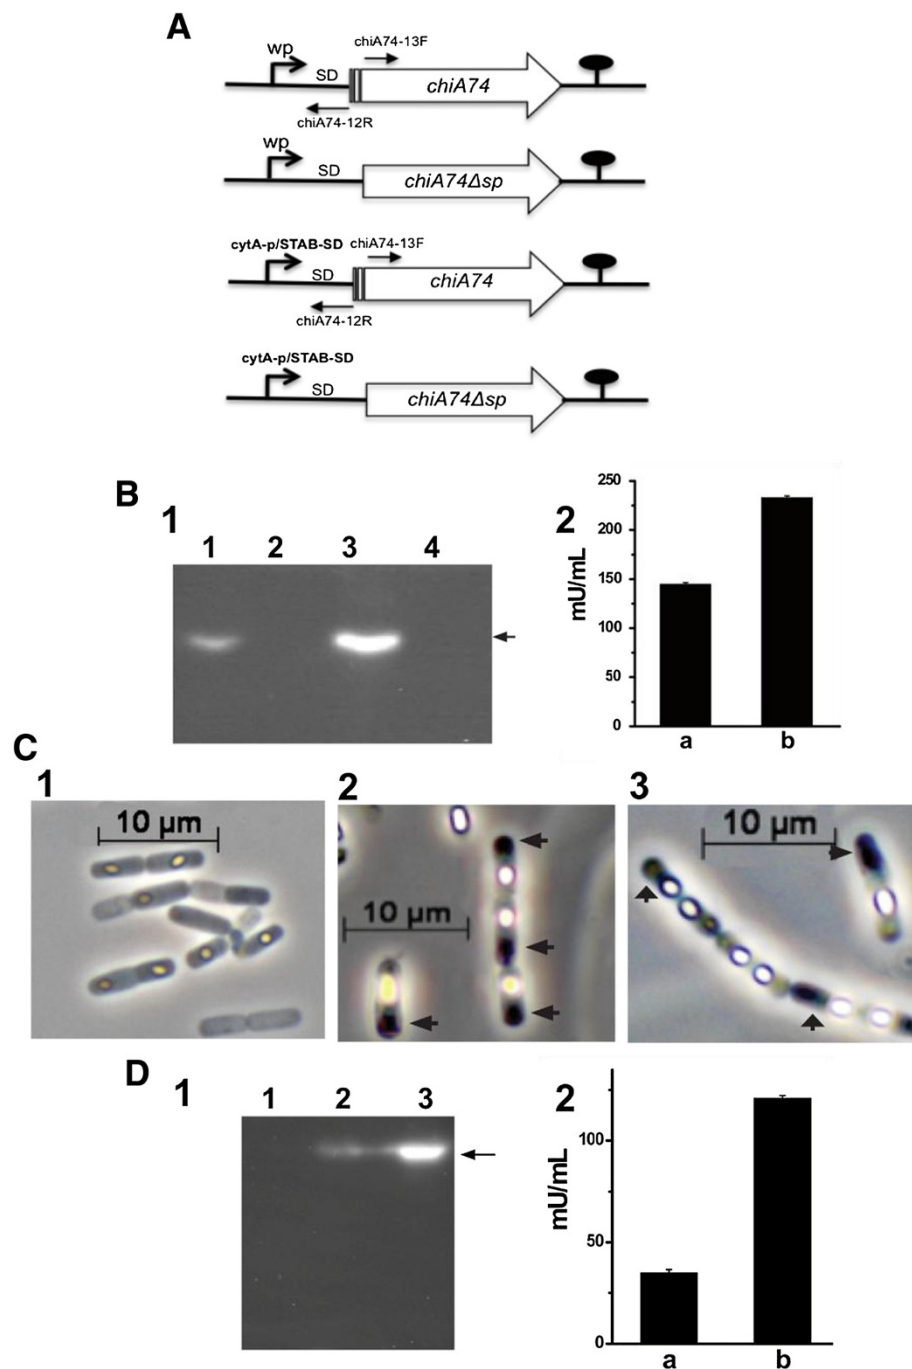 A
wp
SD
chiA74-13F
chiA74
chiA74-12R
wp
SD
chiA74Δsp
cytA-p/STAB-SD
chiA74-13F
SD
chiA74
chiA74-12R
cytA-p/STAB-SD
SD
chiA74Δsp
B
1
1 2 3 4
2
mU/mL
250
200
150
100
50
0
a b
C
1
10 µm
2
10 µm
3
10 µm
D
1
1 2 3
2
mU/mL
100
50
0
a b